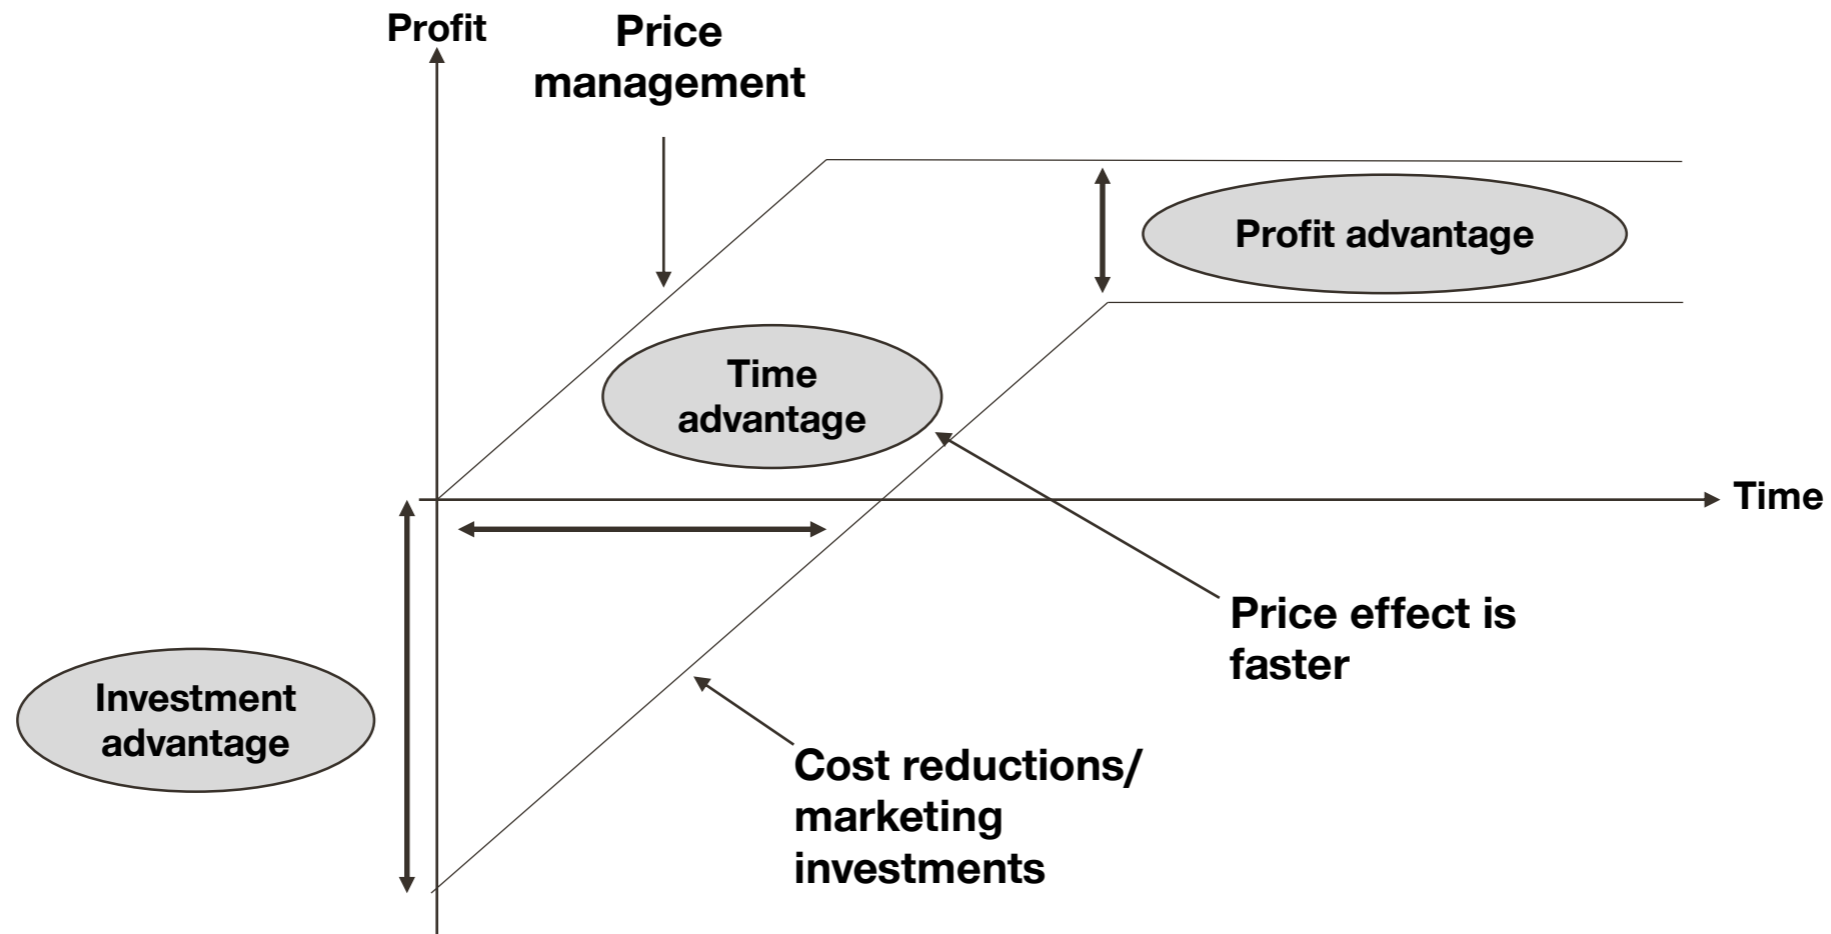 Profit
Price
management
Profit advantage
Time
advantage
Time
Price effect is
faster
Investment
advantage
Cost reductions/
marketing
investments